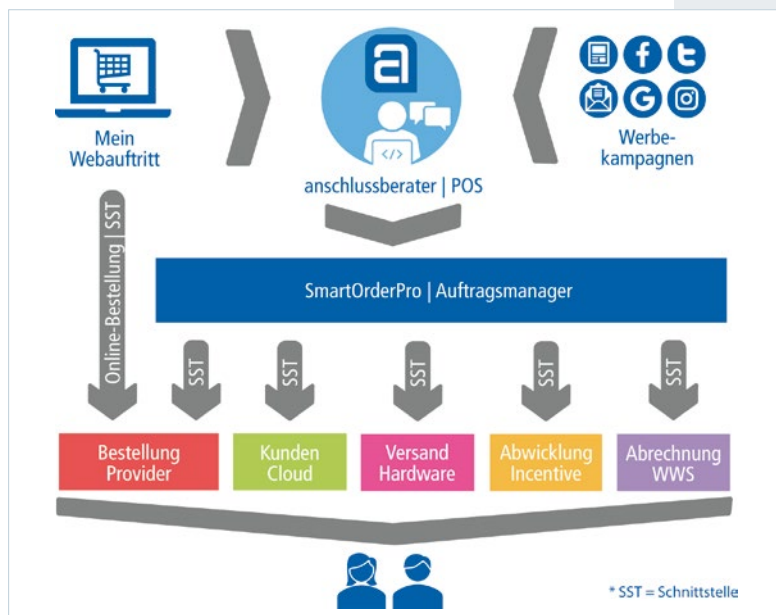 a
Mein
Webauftritt
</>
anschlussberater | POS
f
t
G
Werbe-
kampagnen
Online-Bestellung | SST
SmartOrderPro | Auftragsmanager
SST
SST
SST
SST
SST
Bestellung
Provider
Kunden
Cloud
Versand
Hardware
Abwicklung
Incentive
Abrechnung
WWS
* SST = Schnittstelle